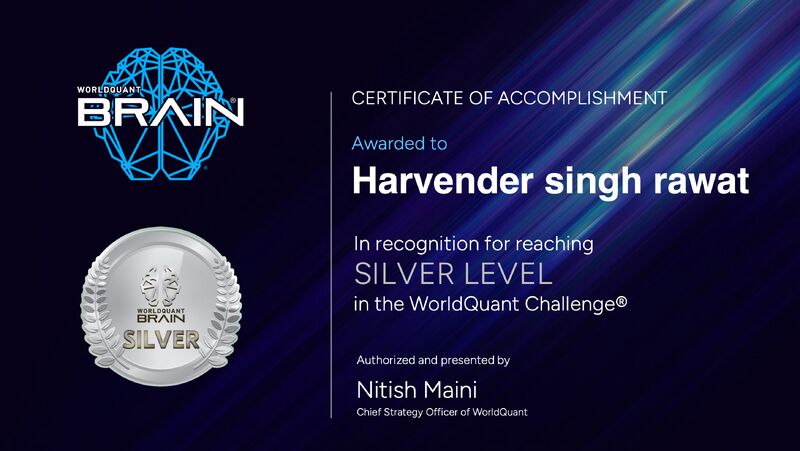 WORLDQUANT
BRAIN®
WORLDQUANT
BRAIN
SILVER
CERTIFICATE OF ACCOMPLISHMENT
Awarded to
Harvender singh rawat
In recognition for reaching
SILVER LEVEL
in the WorldQuant Challenge®
Authorized and presented by
Nitish Maini
Chief Strategy Officer of WorldQuant